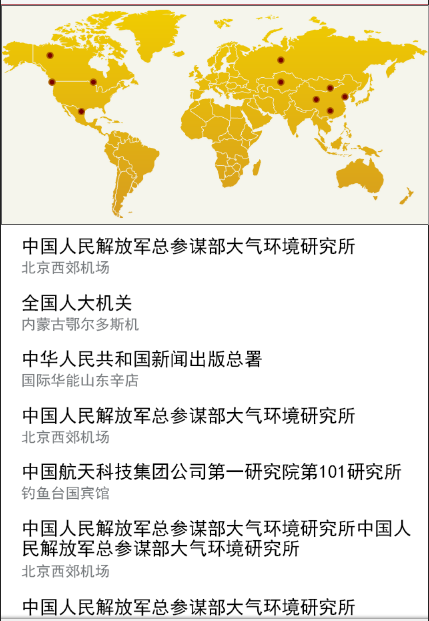 中国人民解放军总参谋部大气环境研究所
北京西郊机场
全国人大机关
内蒙古鄂尔多斯机
中华人民共和国新闻出版总署
国际华能山东辛店
中国人民解放军总参谋部大气环境研究所
北京西郊机场
中国航天科技集团公司第一研究院第101研究所
钓鱼台国宾馆
中国人民解放军总参谋部大气环境研究所中国人
民解放军总参谋部大气环境研究所
北京西郊机场
中国人民解放军总参谋部大气环境研究所